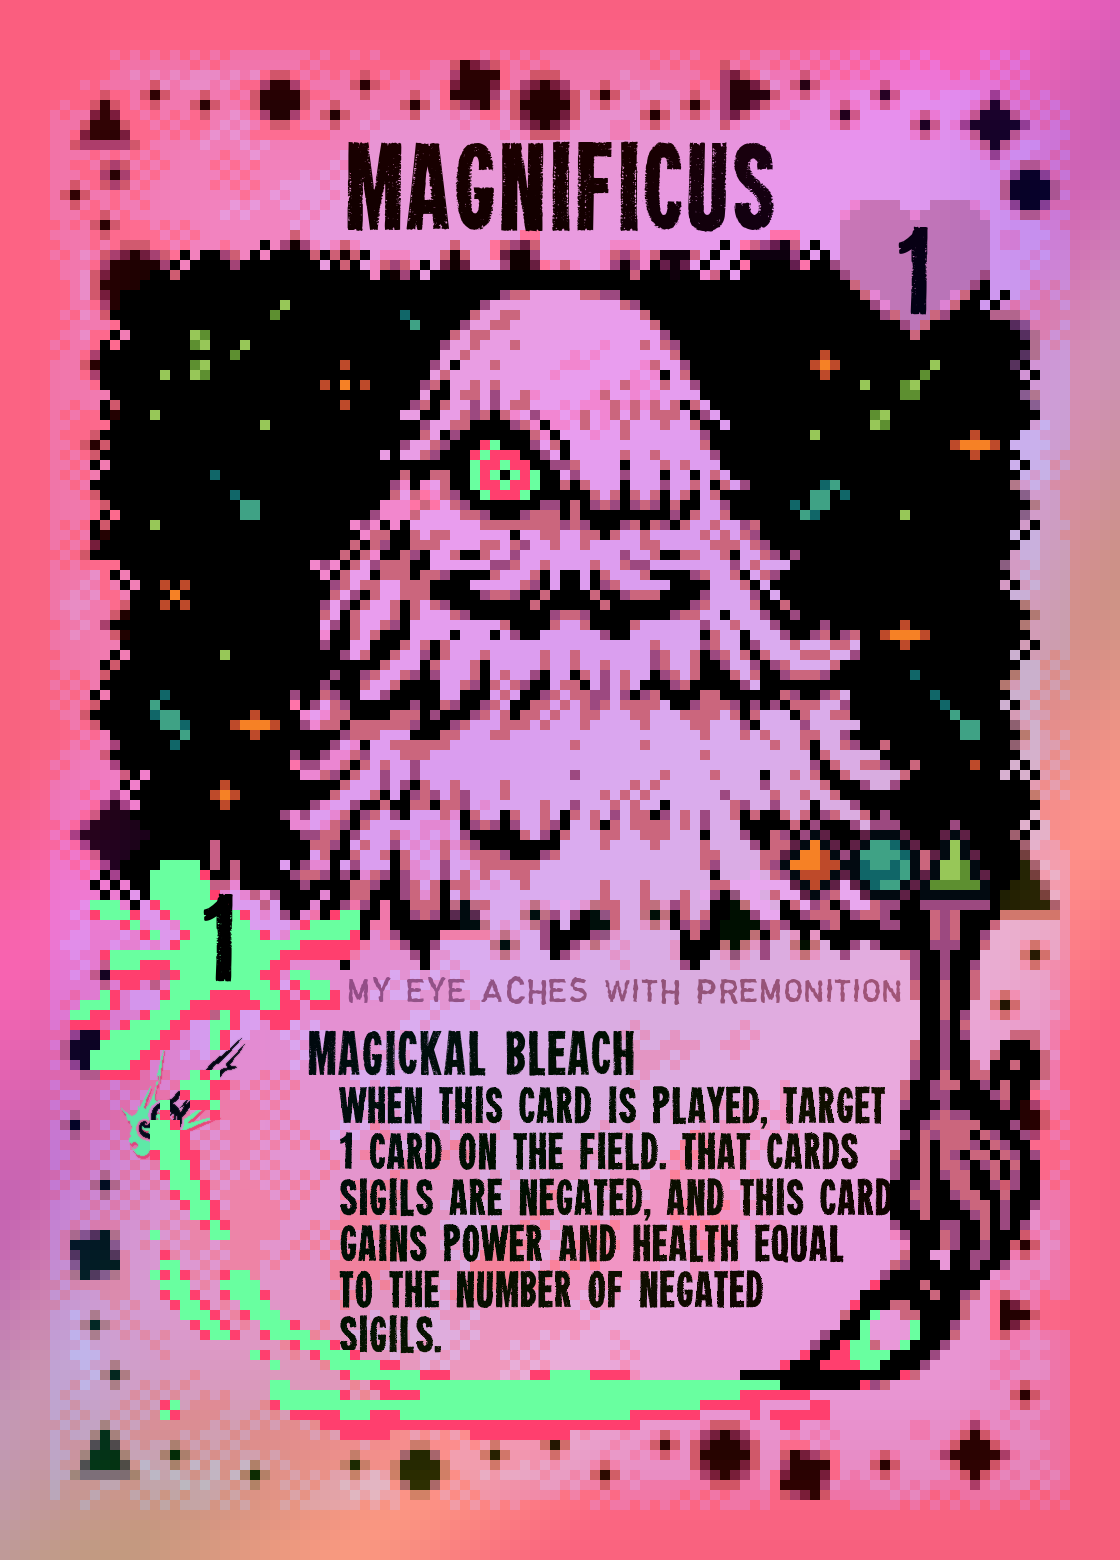 MAGNIFICUS
1
1
MY EYE ACHES WITH PREMONITION
MAGICKAL BLEACH
WHEN THIS CARD IS PLAYED, TARGET
1 CARD ON THE FIELD. THAT CARDS
SIGILS ARE NEGATED, AND THIS CARD
GAINS POWER AND HEALTH EQUAL
TO THE NUMBER OF NEGATED
SIGILS.